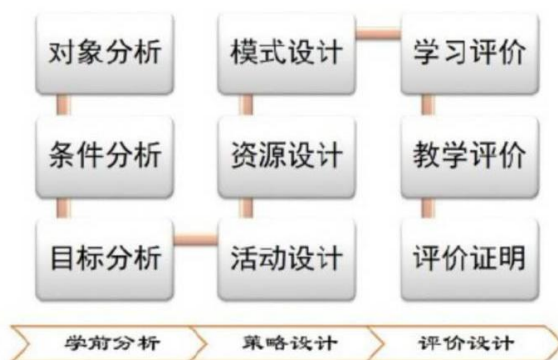 对象分析
模式设计
学习评价
条件分析
资源设计
教学评价
目标分析
活动设计
评价证明
学前分析
策略设计
评价设计